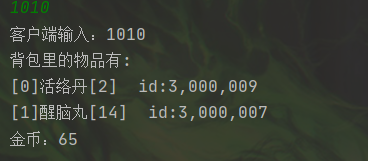 1010
客户端输入：1010
背包里的物品有：
[0]活络丹[2]  id:3,000,009
[1]醒脑丸[14]  id:3,000,007
金币：65